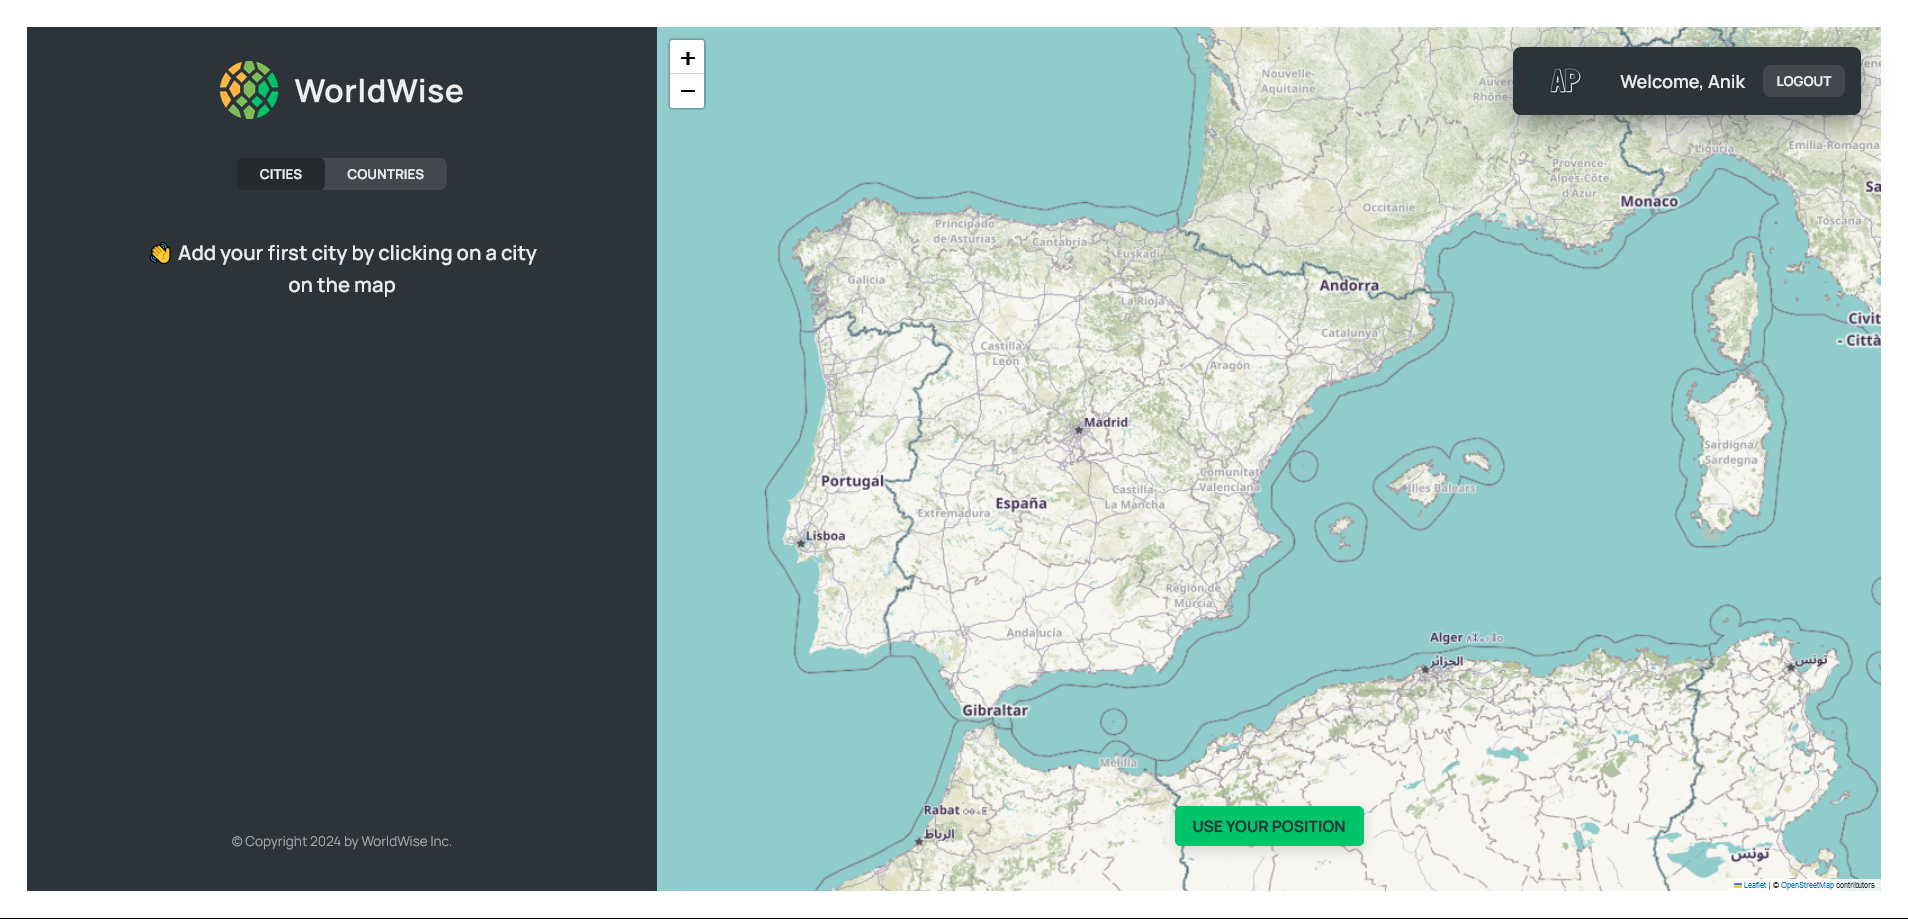 WorldWise
CITIES
COUNTRIES
👋 Add your first city by clicking on a city
on the map
© Copyright 2024 by WorldWise Inc.
+
−
AP
Welcome, Anik
LOGOUT
Nouvelle-
Aquitaine
Auver
Rhône-
Liguria
Emilia-Romagna
Provence-
Alpes-Côte
d'Azur
Monaco
Sa
Occitanie
Toscana
Principado
de Asturias
Cantabria
Euskadi
Galicia
La Rioja
Andorra
Catalunya
Civit
- Città
Castilla y
León
Aragón
Madrid
Sardigna/
Sardegna
Portugal
España
Extremadura
Castilla-
La Mancha
Comunitat
Valenciana
Illes Balears
Lisboa
Región de
Murcia
Andalucía
Alger
الجزائر
تونس
Gibraltar
Melilla
Rabat
الرباط
USE YOUR POSITION
تونس
Leaflet | © OpenStreetMap contributors